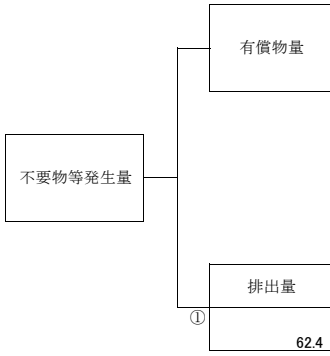 有償物量
不要物等発生量
排出量
①
62.4